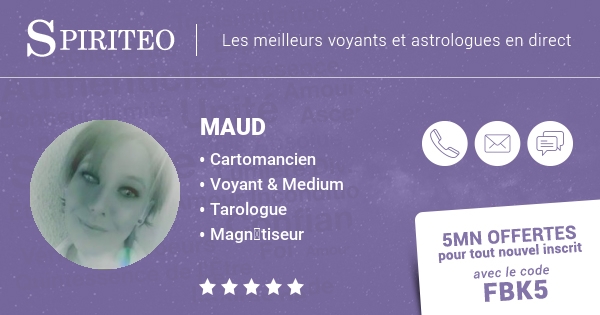 SPIRITEO
Les meilleurs voyants et astrologues en direct
MAUD
• Cartomancien
• Voyant & Medium
• Tarologue
• Magn▯tiseur
5MN OFFERTES
pour tout nouvel inscrit
avec le code
FBK5